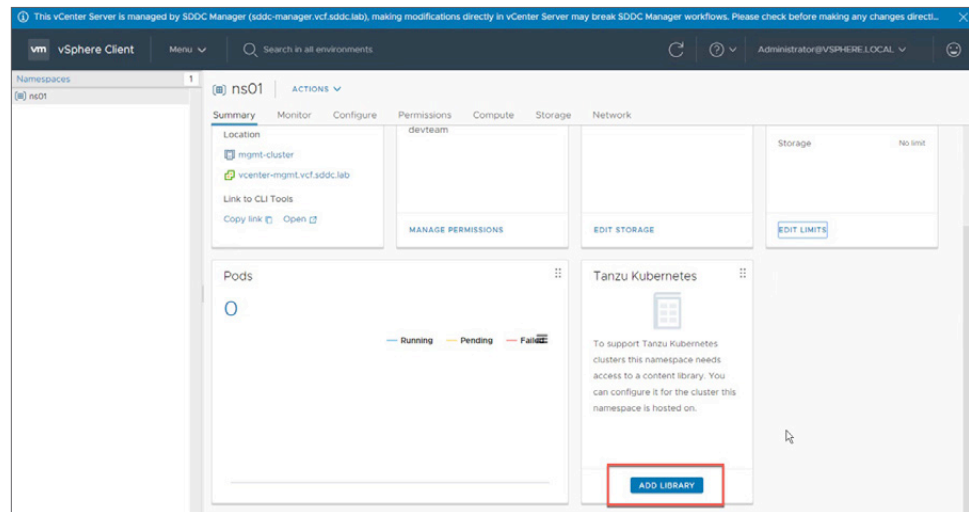 This vCenter Server is managed by SDDC Manager (sddc-manager.vcf.sddc.lab), making modifications directly in vCenter Server may break SDDC Manager workflows. Please check before making any changes directl...
vm vSphere Client Menu Search in all environments Administrator@VSPHERE.LOCAL
Namespaces 1
ns01
ns01 ACTIONS
Summary Monitor Configure Permissions Compute Storage Network
Location
mgmt-cluster
vcenter-mgmt.vcf.sddc.lab
Link to CLI Tools
Copy link Open
devteam
MANAGE PERMISSIONS
EDIT STORAGE
Storage No limit
EDIT LIMITS
Pods
0
Running Pending Failed
Tanzu Kubernetes
To support Tanzu Kubernetes
clusters this namespace needs
access to a content library. You
can configure it for the cluster this
namespace is hosted on.
ADD LIBRARY